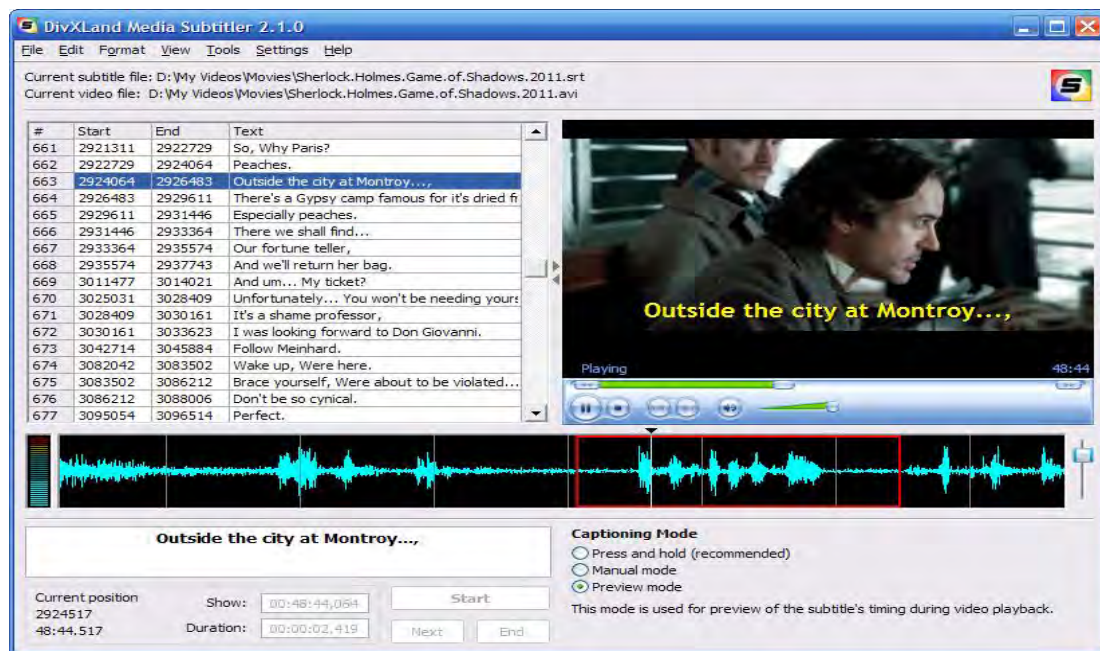 DivXLand Media Subtitler 2.1.0
File Edit Format View Tools Settings Help
Current subtitle file: D:\My Videos\Movies\Sherlock.Holmes.Game.of.Shadows.2011.srt
Current video file: D:\My Videos\Movies\Sherlock.Holmes.Game.of.Shadows.2011.avi
# Start End Text
661 2921311 2922729 So, Why Paris?
662 2922729 2924064 Peaches.
663 2924064 2926483 Outside the city at Montroy...,
664 2926483 2929611 There's a Gypsy camp famous for it's dried fr
665 2929611 2931446 Especially peaches.
666 2931446 2933364 There we shall find...
667 2933364 2935574 Our fortune teller,
668 2935574 2937743 And we'll return her bag.
669 3011477 3014021 And um... My ticket?
670 3025031 3028409 Unfortunately... You won't be needing yours
671 3028409 3030161 It's a shame professor,
672 3030161 3033623 I was looking forward to Don Giovanni.
673 3042714 3045884 Follow Meinhard.
674 3082042 3083502 Wake up, Were here.
675 3083502 3086212 Brace yourself, Were about to be violated...
676 3086212 3088006 Don't be so cynical.
677 3095054 3096514 Perfect.
Outside the city at Montroy...,
Playing 48:44
Outside the city at Montroy...,
Current position
2924517
48:44.517
Show: 00:48:44,064
Duration: 00:00:02,419
Start
Next End
Captioning Mode
Press and hold (recommended)
Manual mode
Preview mode
This mode is used for preview of the subtitle's timing during video playback.